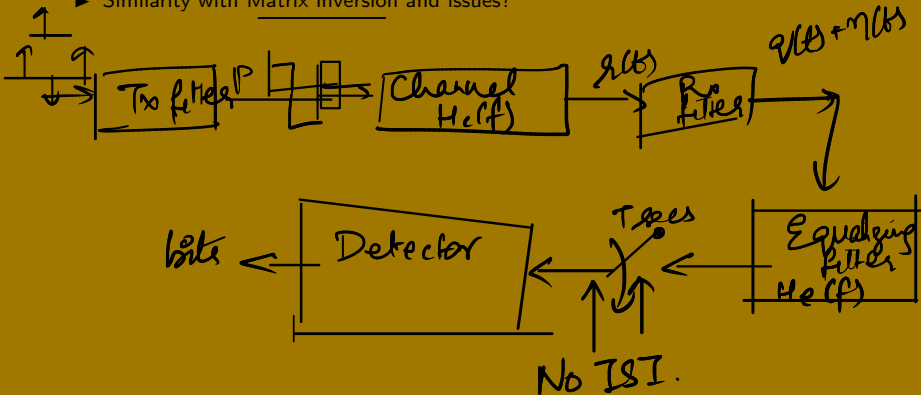 ▶ Similarity with Matrix Inversion and issues?
Tx filter
Channel
Hc(f)
r(t)
Rx
filter
q(t) + n(t)
bits
Detector
T secs
Equalizing
filter
He(f)
No ISI.